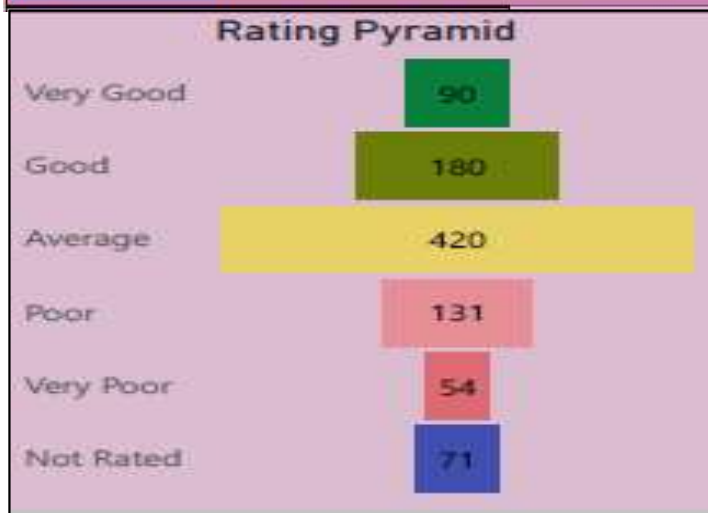 Rating Pyramid
Very Good 90
Good 180
Average 420
Poor 131
Very Poor 54
Not Rated 71